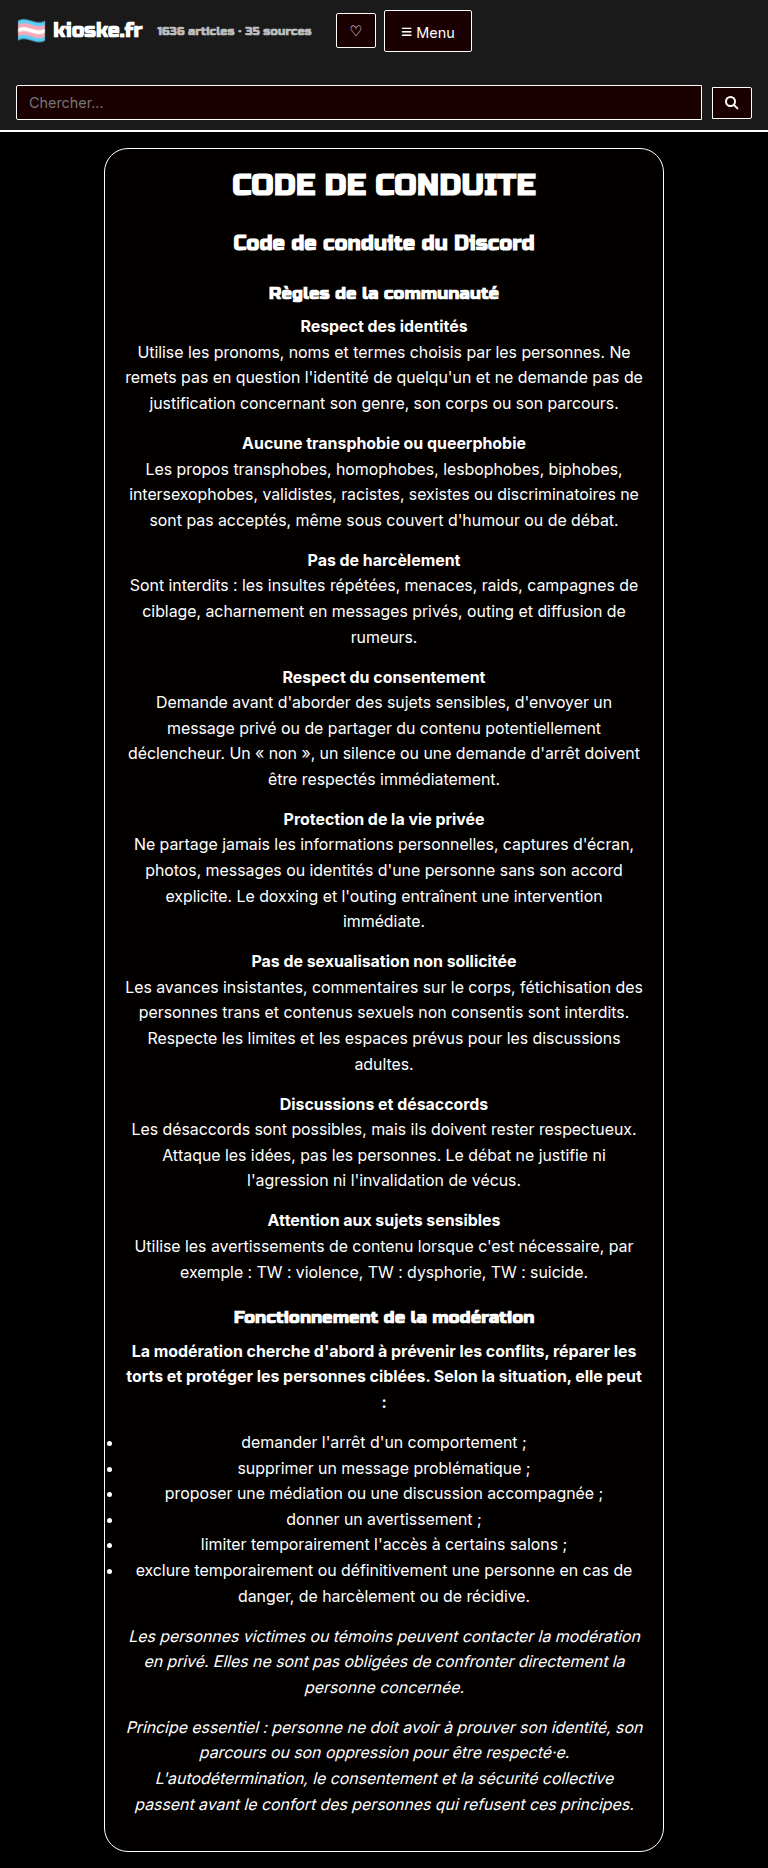 kioske.fr 1636 articles · 35 sources ♡ ≡ Menu
Chercher...
CODE DE CONDUITE
Code de conduite du Discord
Règles de la communauté
Respect des identités
Utilise les pronoms, noms et termes choisis par les personnes. Ne
remets pas en question l'identité de quelqu'un et ne demande pas de
justification concernant son genre, son corps ou son parcours.
Aucune transphobie ou queerphobie
Les propos transphobes, homophobes, lesbophobes, biphobes,
intersexophobes, validistes, racistes, sexistes ou discriminatoires ne
sont pas acceptés, même sous couvert d'humour ou de débat.
Pas de harcèlement
Sont interdits : les insultes répétées, menaces, raids, campagnes de
ciblage, acharnement en messages privés, outing et diffusion de
rumeurs.
Respect du consentement
Demande avant d'aborder des sujets sensibles, d'envoyer un
message privé ou de partager du contenu potentiellement
déclencheur. Un « non », un silence ou une demande d'arrêt doivent
être respectés immédiatement.
Protection de la vie privée
Ne partage jamais les informations personnelles, captures d'écran,
photos, messages ou identités d'une personne sans son accord
explicite. Le doxxing et l'outing entraînent une intervention
immédiate.
Pas de sexualisation non sollicitée
Les avances insistantes, commentaires sur le corps, fétichisation des
personnes trans et contenus sexuels non consentis sont interdits.
Respecte les limites et les espaces prévus pour les discussions
adultes.
Discussions et désaccords
Les désaccords sont possibles, mais ils doivent rester respectueux.
Attaque les idées, pas les personnes. Le débat ne justifie ni
l'agression ni l'invalidation de vécus.
Attention aux sujets sensibles
Utilise les avertissements de contenu lorsque c'est nécessaire, par
exemple : TW : violence, TW : dysphorie, TW : suicide.
Fonctionnement de la modération
La modération cherche d'abord à prévenir les conflits, réparer les
torts et protéger les personnes ciblées. Selon la situation, elle peut
:
• demander l'arrêt d'un comportement ;
• supprimer un message problématique ;
• proposer une médiation ou une discussion accompagnée ;
• donner un avertissement ;
• limiter temporairement l'accès à certains salons ;
• exclure temporairement ou définitivement une personne en cas de
danger, de harcèlement ou de récidive.
Les personnes victimes ou témoins peuvent contacter la modération
en privé. Elles ne sont pas obligées de confronter directement la
personne concernée.
Principe essentiel : personne ne doit avoir à prouver son identité, son
parcours ou son oppression pour être respecté·e.
L'autodétermination, le consentement et la sécurité collective
passent avant le confort des personnes qui refusent ces principes.